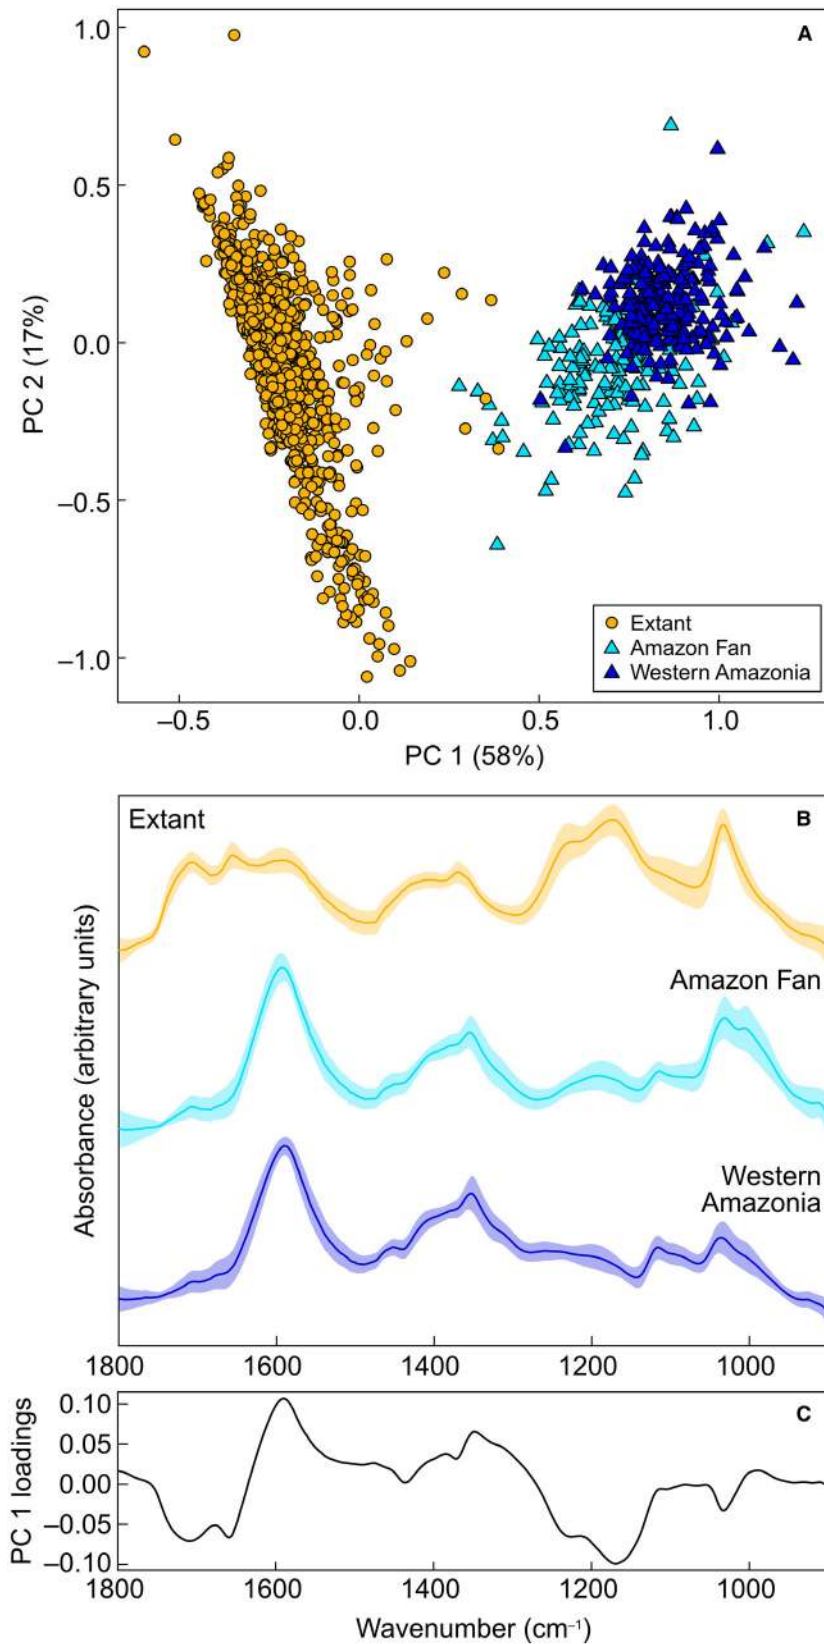 A
1.0
0.5
0.0
–0.5
–1.0
PC 2 (17%)
Extant
Amazon Fan
Western Amazonia
–0.5 0.0 0.5 1.0
PC 1 (58%)
Extant
B
Amazon Fan
Western
Amazonia
Absorbance (arbitrary units)
1800 1600 1400 1200 1000
C
0.10
0.05
0.00
–0.05
–0.10
PC 1 loadings
1800 1600 1400 1200 1000
Wavenumber (cm⁻¹)